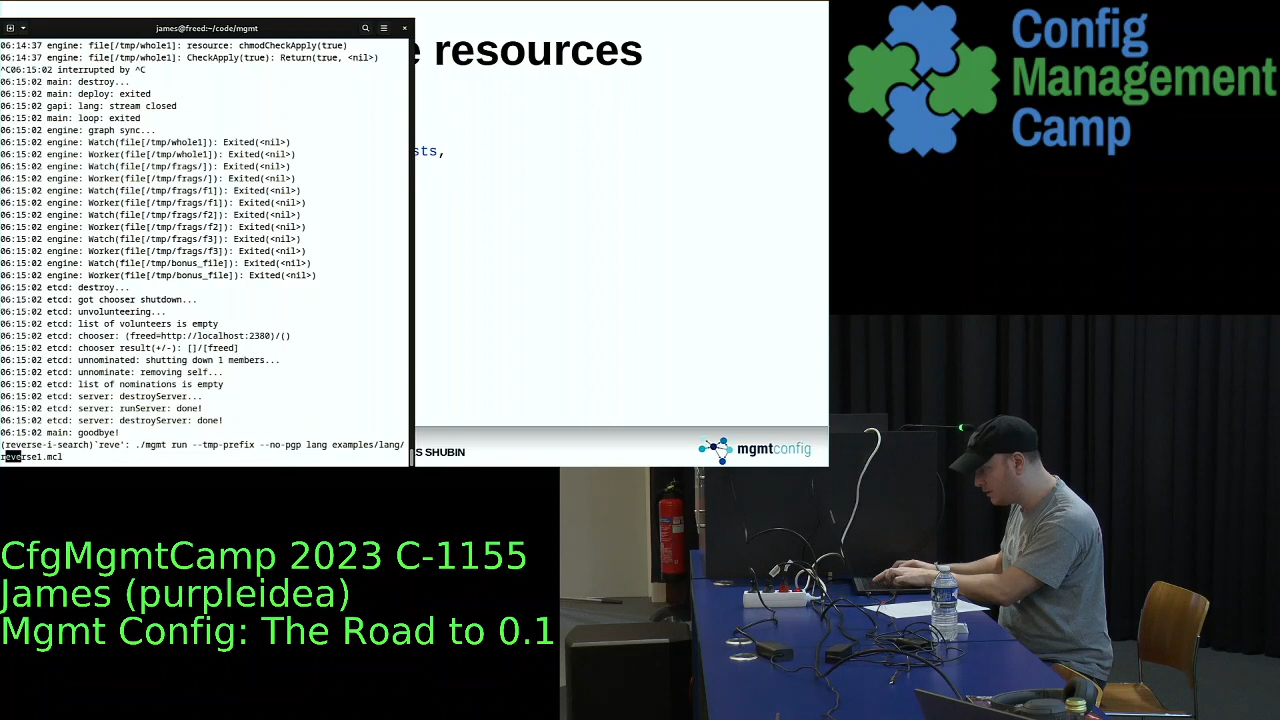 james@freed:~/code/mgmt
06:14:37 engine: file[/tmp/whole1]: resource: chmodCheckApply(true)
06:14:37 engine: file[/tmp/whole1]: CheckApply(true): Return(true, <nil>)
^C06:15:02 interrupted by ^C
06:15:02 main: destroy...
06:15:02 main: deploy: exited
06:15:02 gapi: lang: stream closed
06:15:02 main: loop: exited
06:15:02 engine: graph sync...
06:15:02 engine: Watch(file[/tmp/whole1]): Exited(<nil>)
06:15:02 engine: Worker(file[/tmp/whole1]): Exited(<nil>)
06:15:02 engine: Watch(file[/tmp/frags/]): Exited(<nil>)
06:15:02 engine: Worker(file[/tmp/frags/]): Exited(<nil>)
06:15:02 engine: Watch(file[/tmp/frags/f1]): Exited(<nil>)
06:15:02 engine: Worker(file[/tmp/frags/f1]): Exited(<nil>)
06:15:02 engine: Watch(file[/tmp/frags/f2]): Exited(<nil>)
06:15:02 engine: Worker(file[/tmp/frags/f2]): Exited(<nil>)
06:15:02 engine: Watch(file[/tmp/frags/f3]): Exited(<nil>)
06:15:02 engine: Worker(file[/tmp/frags/f3]): Exited(<nil>)
06:15:02 engine: Watch(file[/tmp/bonus_file]): Exited(<nil>)
06:15:02 engine: Worker(file[/tmp/bonus_file]): Exited(<nil>)
06:15:02 etcd: destroy...
06:15:02 etcd: got chooser shutdown...
06:15:02 etcd: unvolunteering...
06:15:02 etcd: list of volunteers is empty
06:15:02 etcd: chooser: (freed=http://localhost:2380)/()
06:15:02 etcd: chooser result(+/-): []/[freed]
06:15:02 etcd: unnominated: shutting down 1 members...
06:15:02 etcd: unnominate: removing self...
06:15:02 etcd: list of nominations is empty
06:15:02 etcd: server: destroyServer...
06:15:02 etcd: server: runServer: done!
06:15:02 etcd: server: destroyServer: done!
06:15:02 main: goodbye!
(reverse-i-search)`reve': ./mgmt run --tmp-prefix --no-pgp lang examples/lang/
reverse1.mcl
e resources
sts,
S SHUBIN
mgmtconfig
Config
Management
Camp
CfgMgmtCamp 2023 C-1155
James (purpleidea)
Mgmt Config: The Road to 0.1